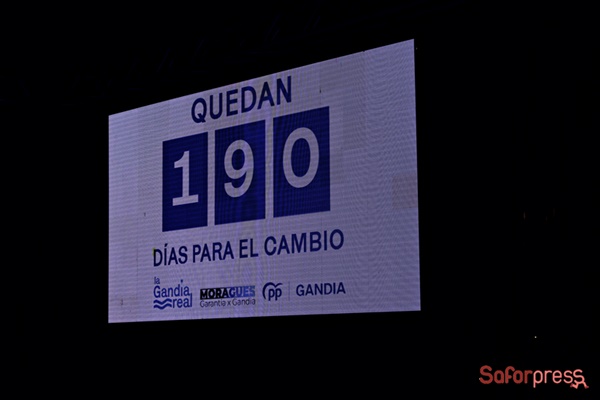 QUEDAN
190
DÍAS PARA EL CAMBIO
la
Gandia
real
MORAGUES
Garantia x Gandia
pp GANDIA
Saforpress